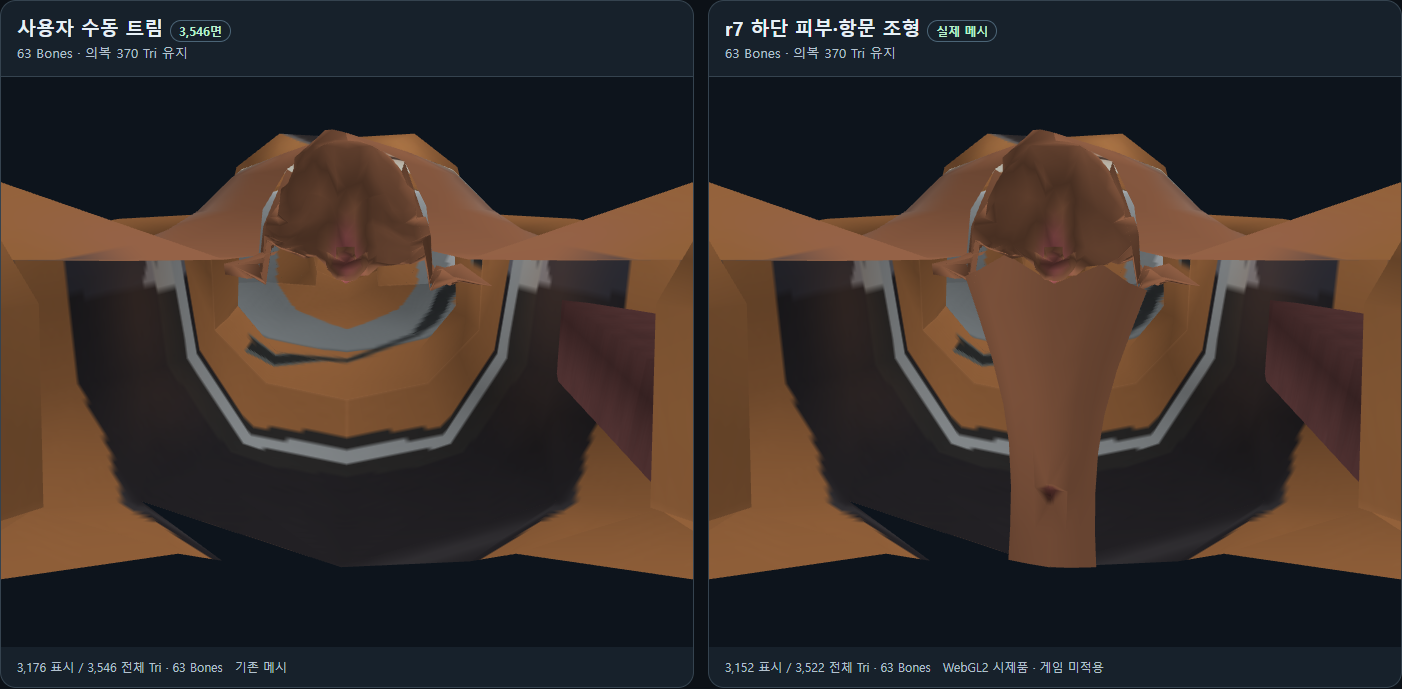 사용자 수동 트림 3,546면
63 Bones · 의복 370 Tri 유지
3,176 표시 / 3,546 전체 Tri · 63 Bones 기존 메시
r7 하단 피부·항문 조형 실제 메시
63 Bones · 의복 370 Tri 유지
3,152 표시 / 3,522 전체 Tri · 63 Bones WebGL2 시제품 · 게임 미적용